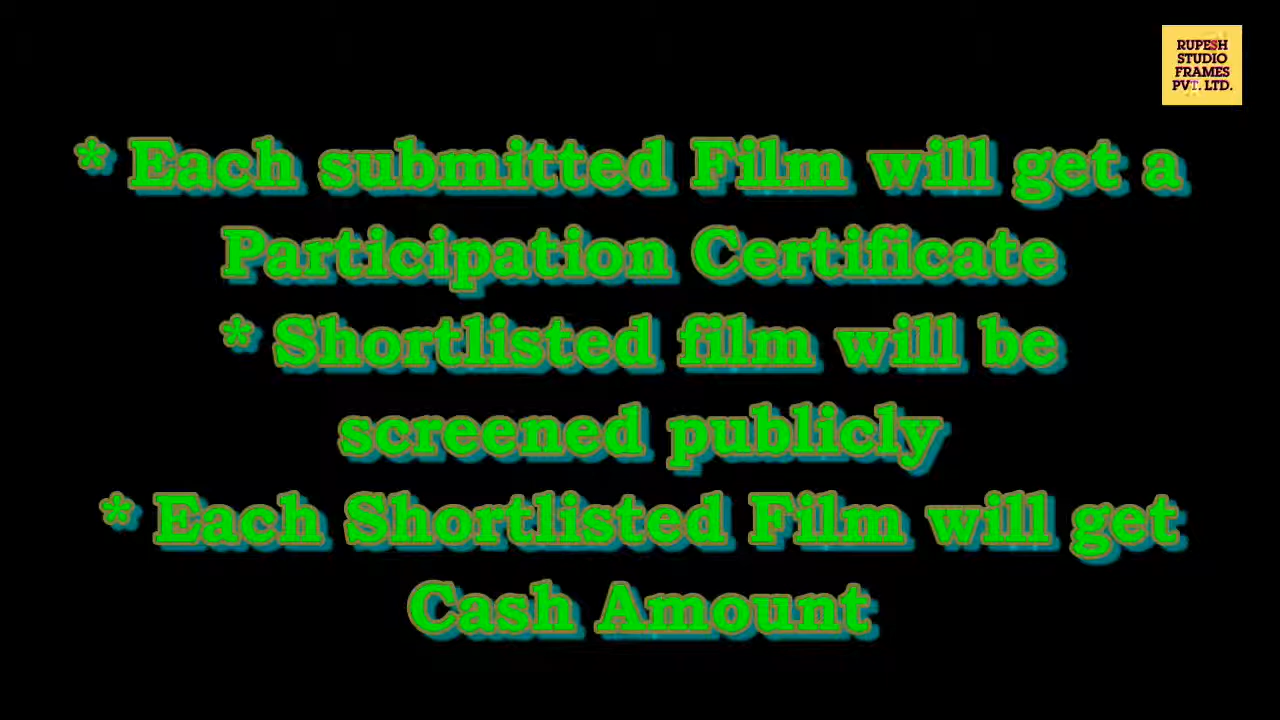 RUPESH
STUDIO
FRAMES
PVT. LTD.
* Each submitted Film will get a
Participation Certificate
* Shortlisted film will be
screened publicly
* Each Shortlisted Film will get
Cash Amount